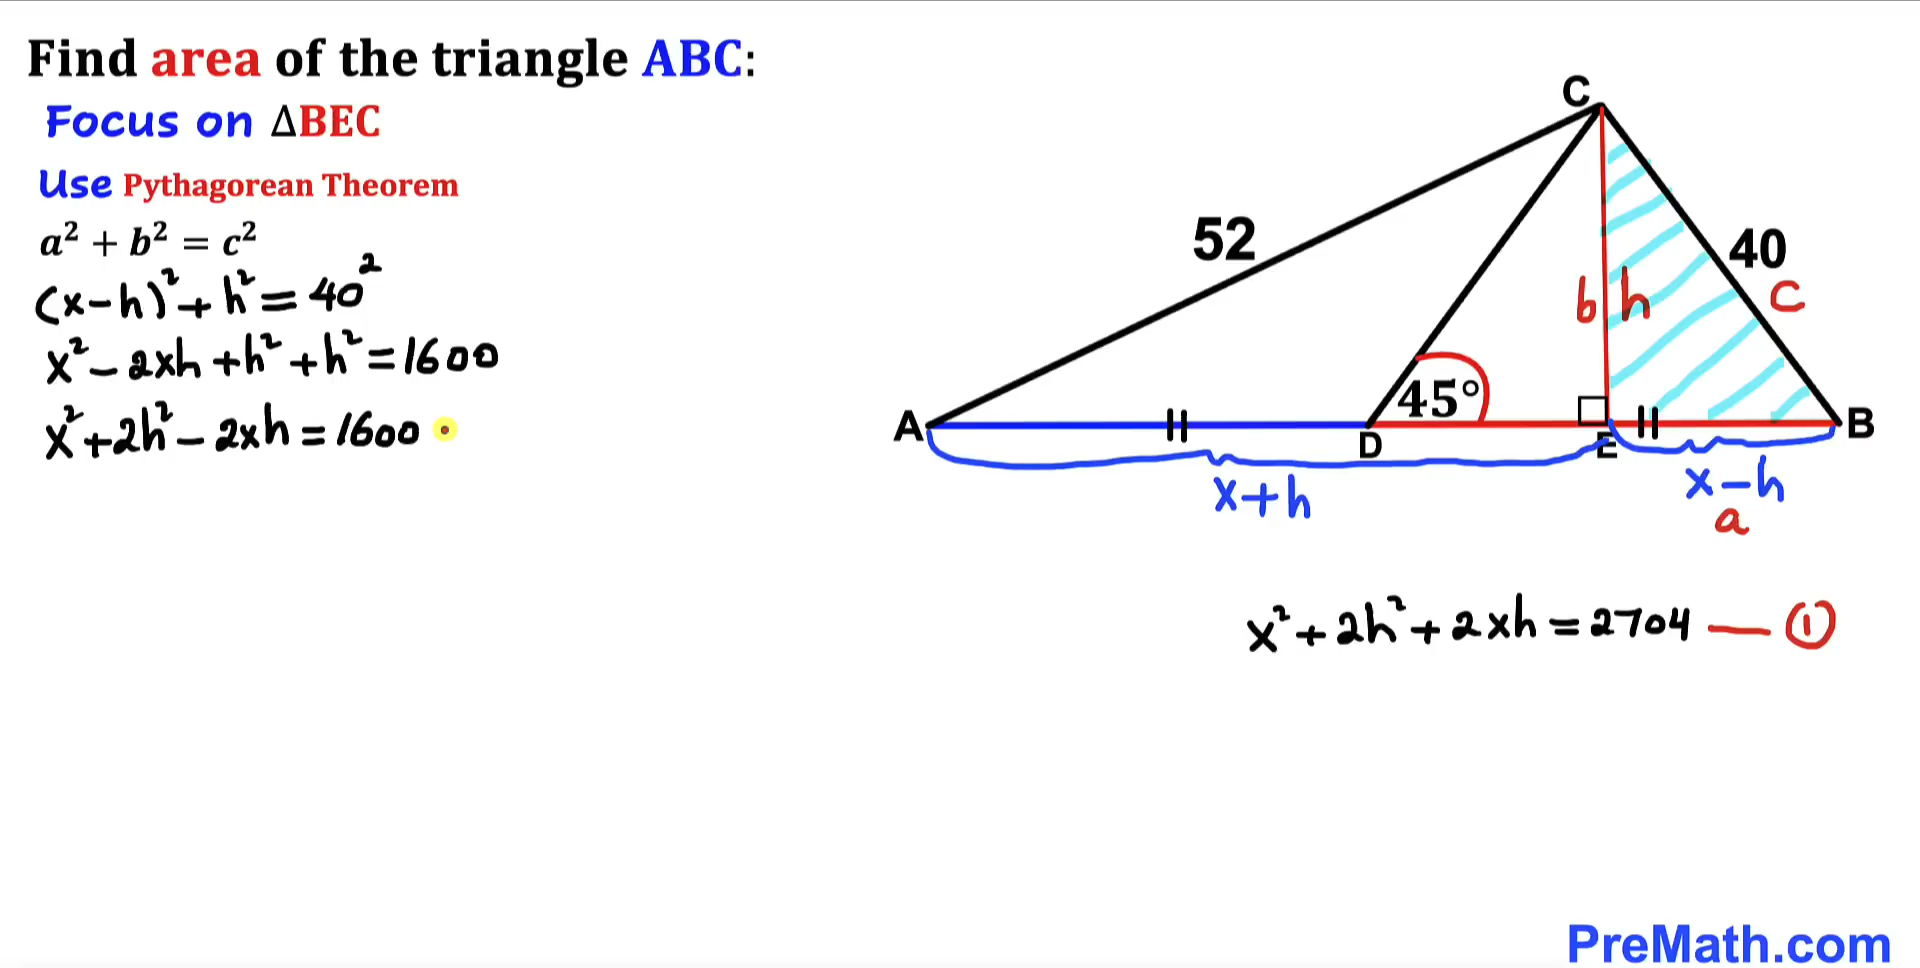 Find area of the triangle ABC:
Focus on ΔBEC
Use Pythagorean Theorem
a² + b² = c²
(x-h)² + h² = 40²
x² - 2xh + h² + h² = 1600
x² + 2h² - 2xh = 1600
C
52
40
b h
c
45°
A
D
E
B
x+h
x-h
a
x² + 2h² + 2xh = 2704 — ①
PreMath.com